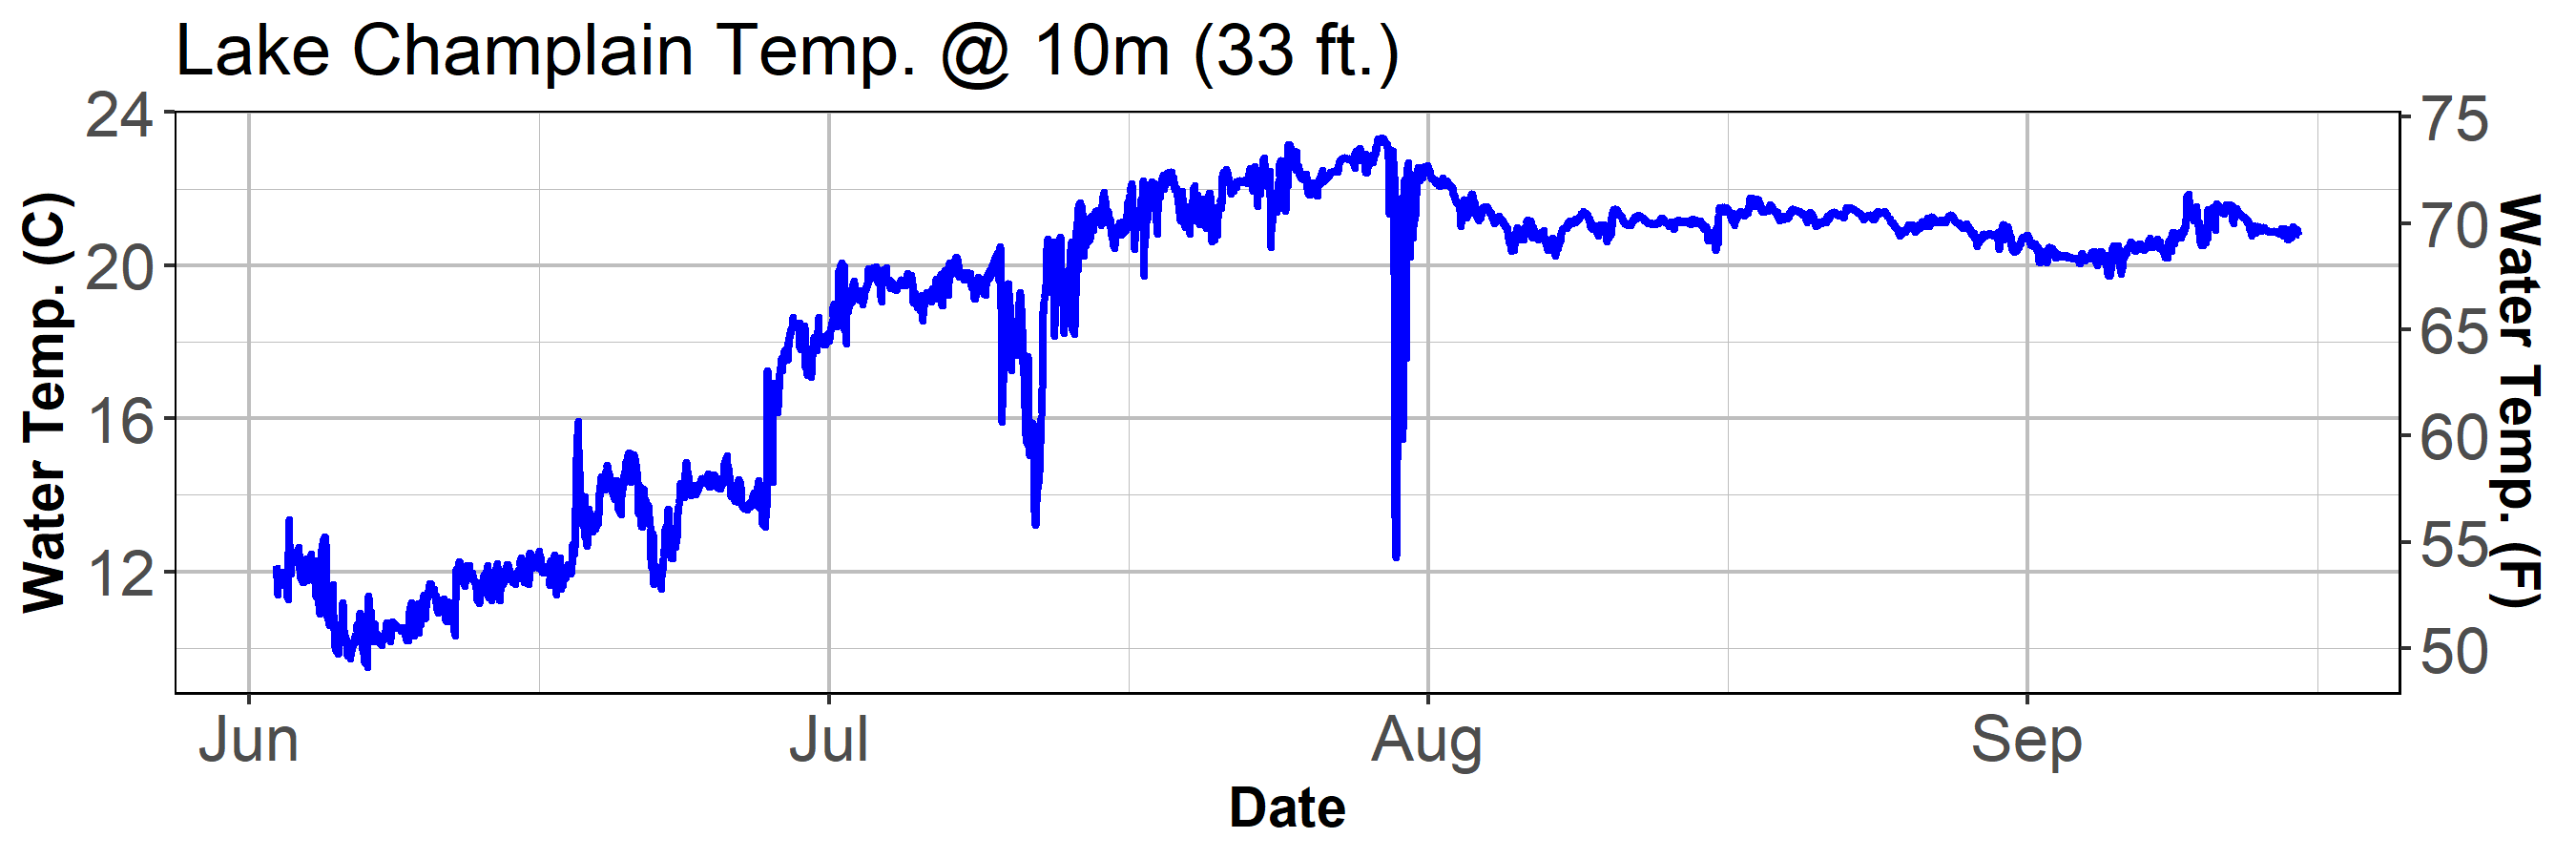 Lake Champlain Temp. @ 10m (33 ft.)
Water Temp. (C)
24
20
16
12
75
70
65
60
55
50
Water Temp. (F)
Jun
Jul
Aug
Sep
Date